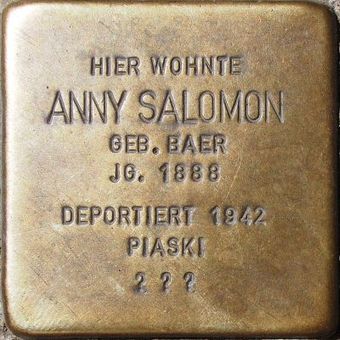 HIER WOHNTE
ANNY SALOMON
GEB. BAER
JG. 1888
DEPORTIERT 1942
PIASKI
? ? ?